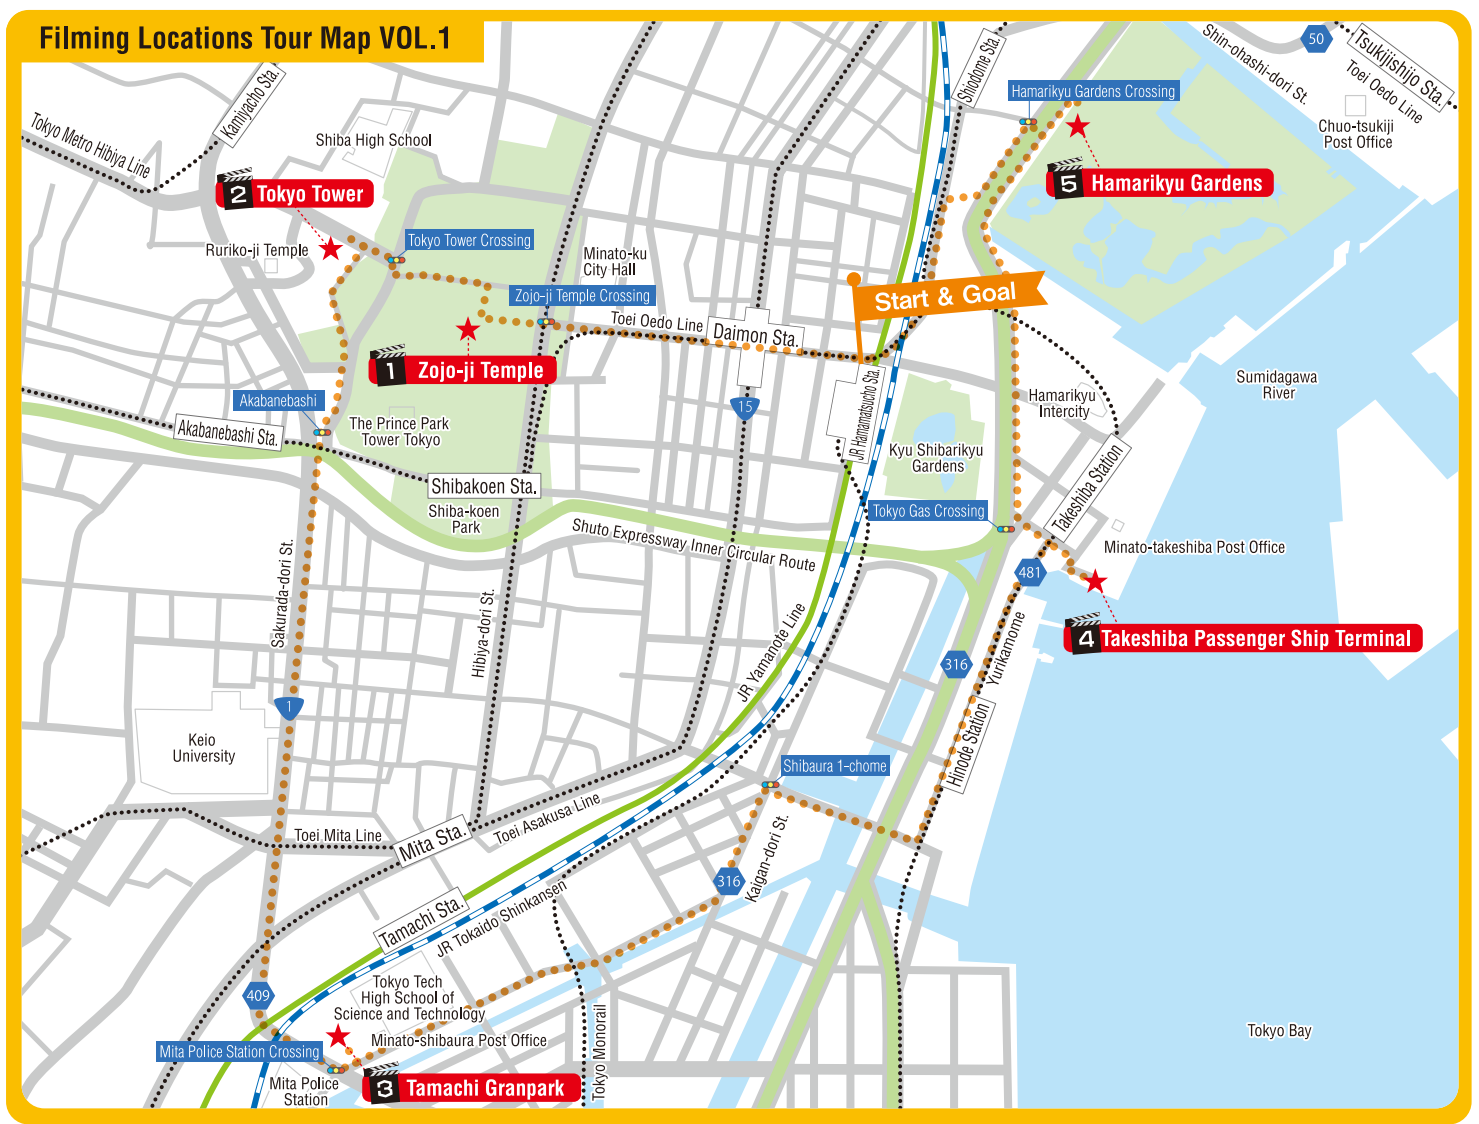 Filming Locations Tour Map VOL.1
Kamiyacho Sta.
Tokyo Metro Hibiya Line
Shiba High School
Shiodome Sta.
Hamarikyu Gardens Crossing
Shin-ohashi-dori St.
50
Tsukijishijo Sta.
Toei Oedo Line
Chuo-tsukiji
Post Office
2 Tokyo Tower
5 Hamarikyu Gardens
Ruriko-ji Temple
Tokyo Tower Crossing
Minato-ku
City Hall
Zojo-ji Temple Crossing
Toei Oedo Line
Daimon Sta.
Start & Goal
1 Zojo-ji Temple
JR Hamamatsucho Sta.
Hamarikyu
Intercity
Sumidagawa
River
Akabanebashi
Akabanebashi Sta.
The Prince Park
Tower Tokyo
15
Kyu Shibarikyu
Gardens
Takeshiba Station
Shibakoen Sta.
Shiba-koen
Park
Tokyo Gas Crossing
Shuto Expressway Inner Circular Route
Minato-takeshiba Post Office
481
Sakurada-dori St.
Hibiya-dori St.
JR Yamanote Line
Yurikamome
4 Takeshiba Passenger Ship Terminal
316
1
Keio
University
Hinode Station
Shibaura 1-chome
Toei Mita Line
Mita Sta.
Toei Asakusa Line
Kaigan-dori St.
316
Tamachi Sta.
JR Tokaido Shinkansen
409
Tokyo Tech
High School of
Science and Technology
Minato-shibaura Post Office
Tokyo Monorail
Tokyo Bay
Mita Police Station Crossing
Mita Police
Station
3 Tamachi Granpark